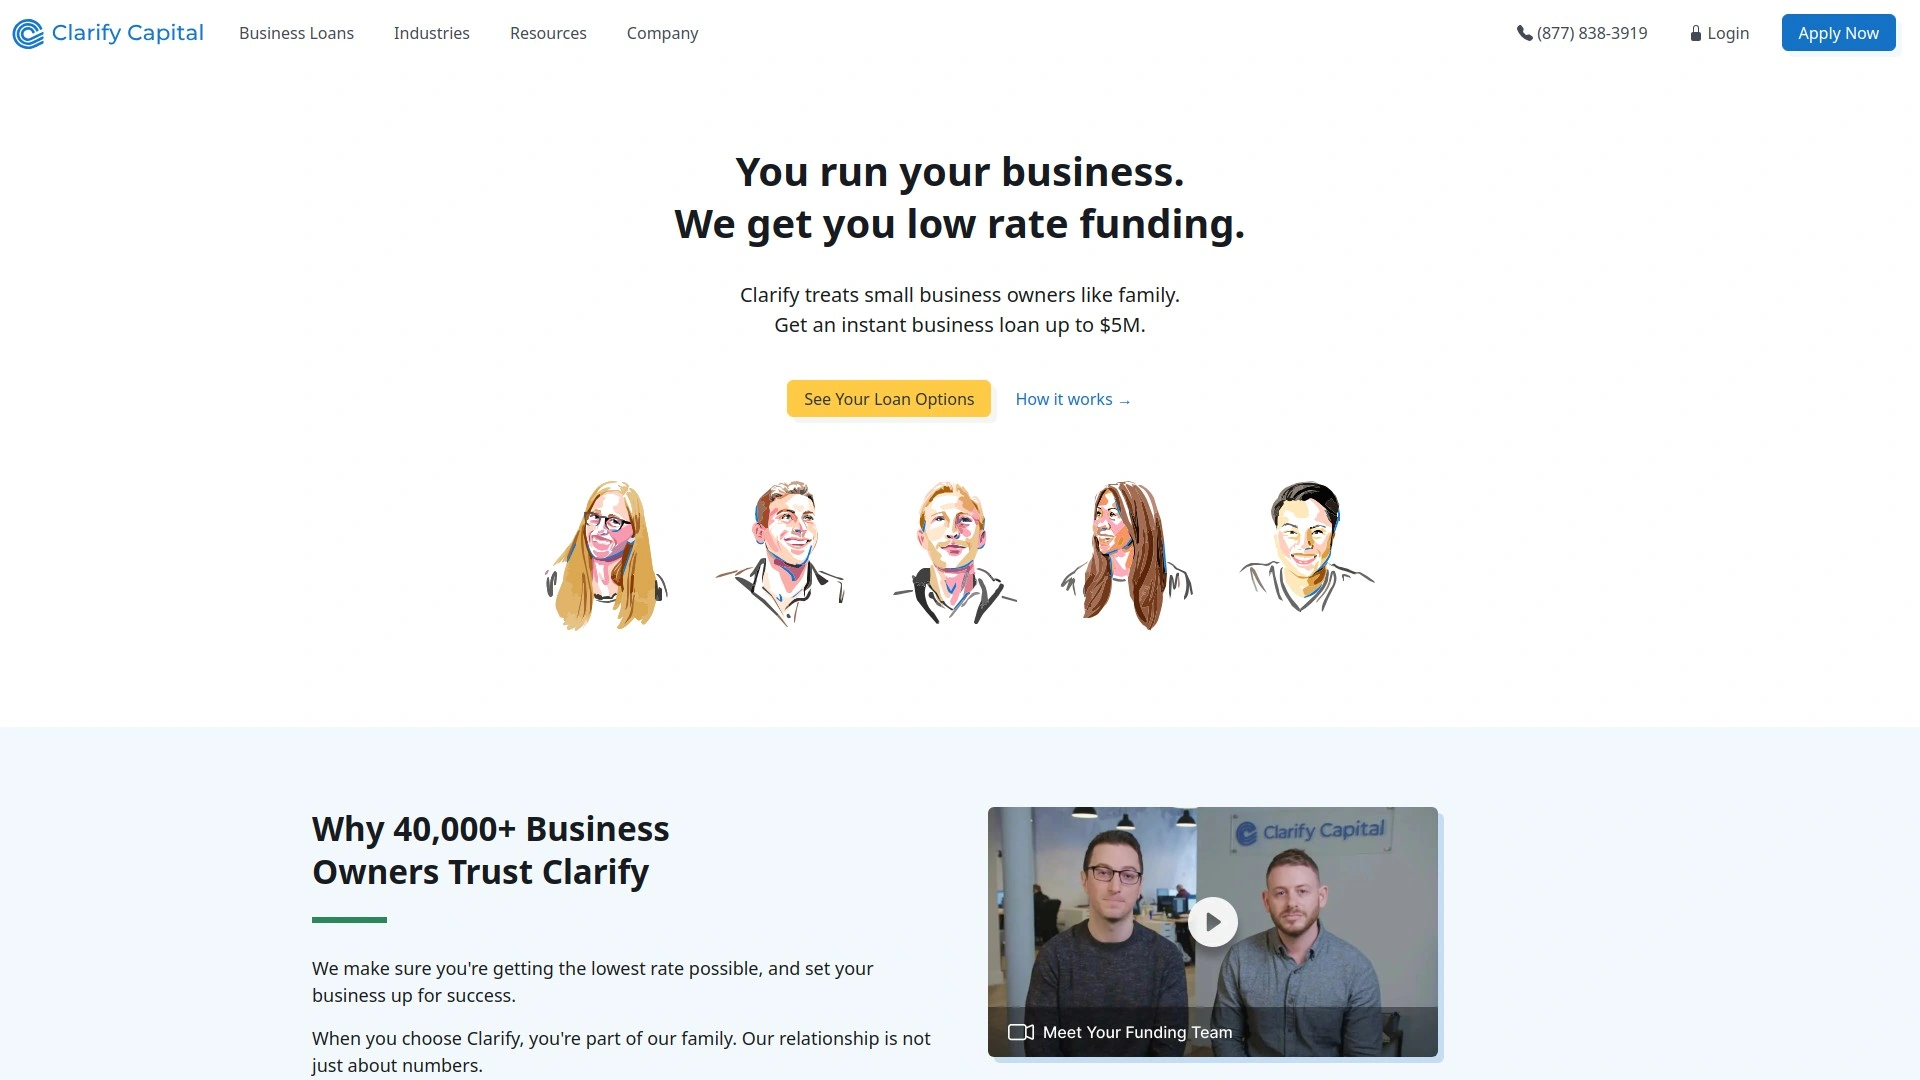 Clarify Capital
Business Loans
Industries
Resources
Company
(877) 838-3919
Login
Apply Now
You run your business.
We get you low rate funding.
Clarify treats small business owners like family.
Get an instant business loan up to $5M.
See Your Loan Options
How it works →
Why 40,000+ Business
Owners Trust Clarify
We make sure you're getting the lowest rate possible, and set your
business up for success.
When you choose Clarify, you're part of our family. Our relationship is not
just about numbers.
Clarify Capital
Meet Your Funding Team